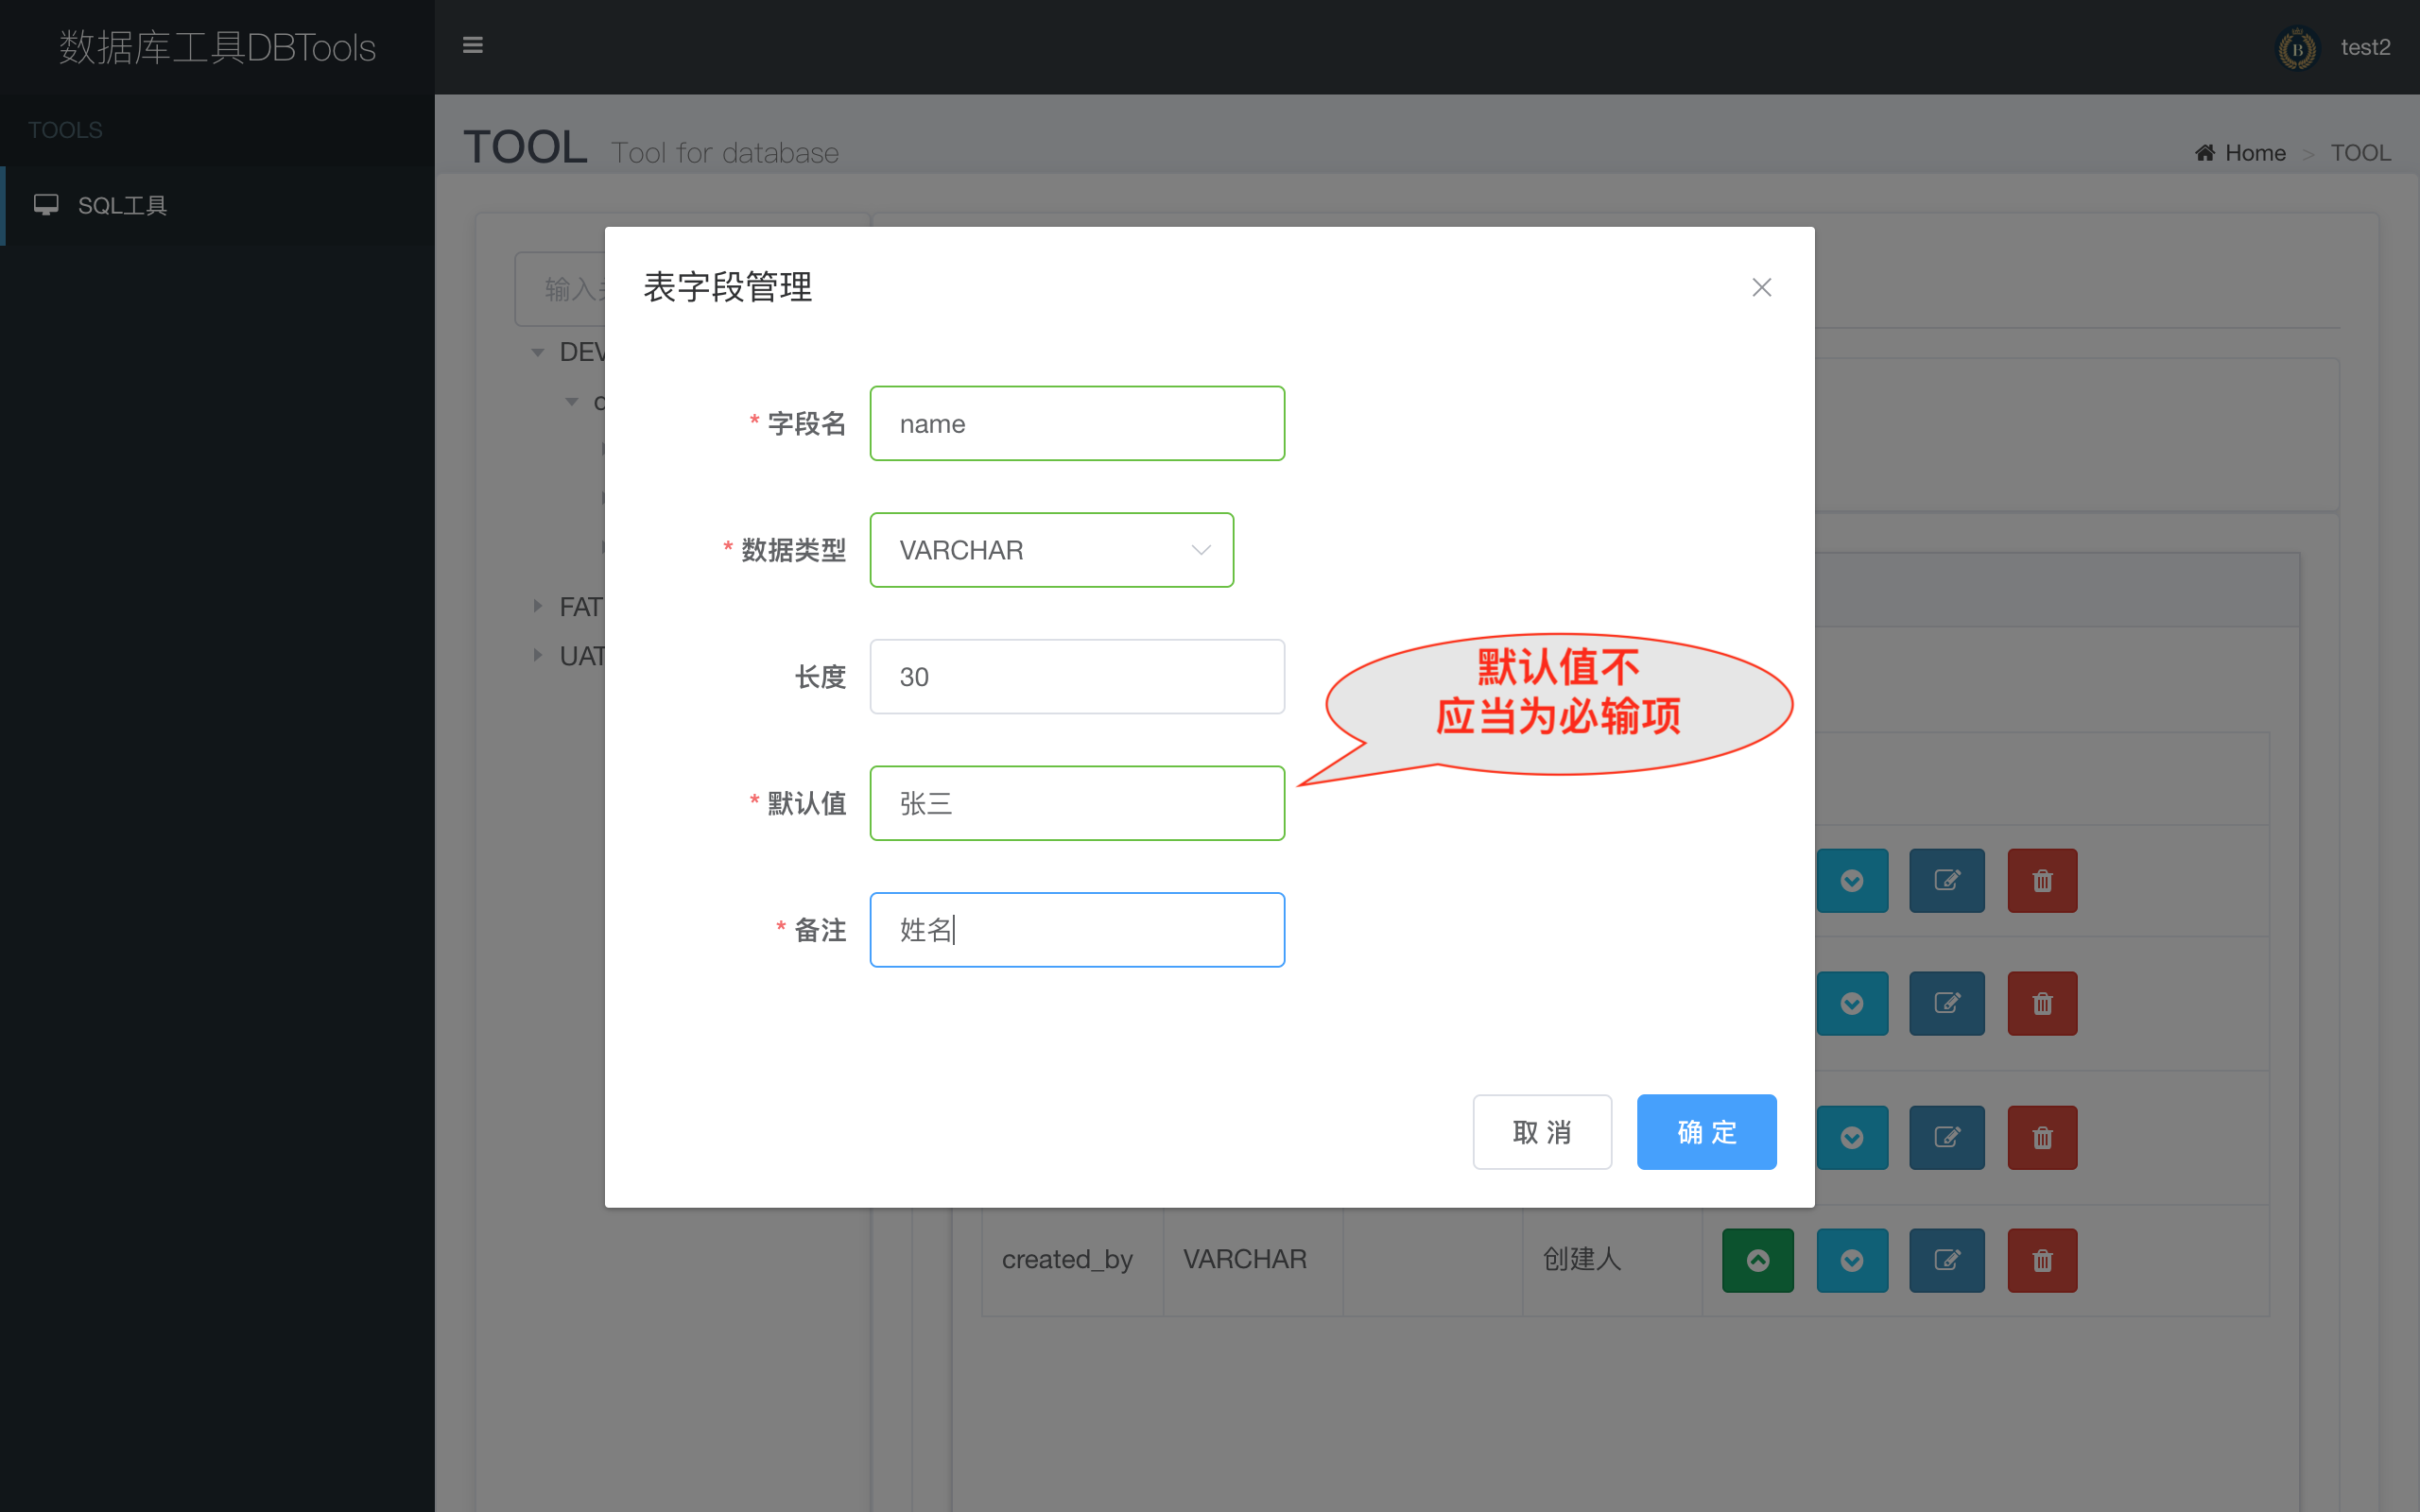 数据库工具DBTools
test2
TOOLS
TOOL Tool for database
Home > TOOL
SQL工具
输入
表字段管理
DEV
* 字段名 name
* 数据类型 VARCHAR
FAT
UAT
长度 30
默认值不
应当为必输项
* 默认值 张三
* 备注 姓名
取 消 确 定
created_by VARCHAR 创建人